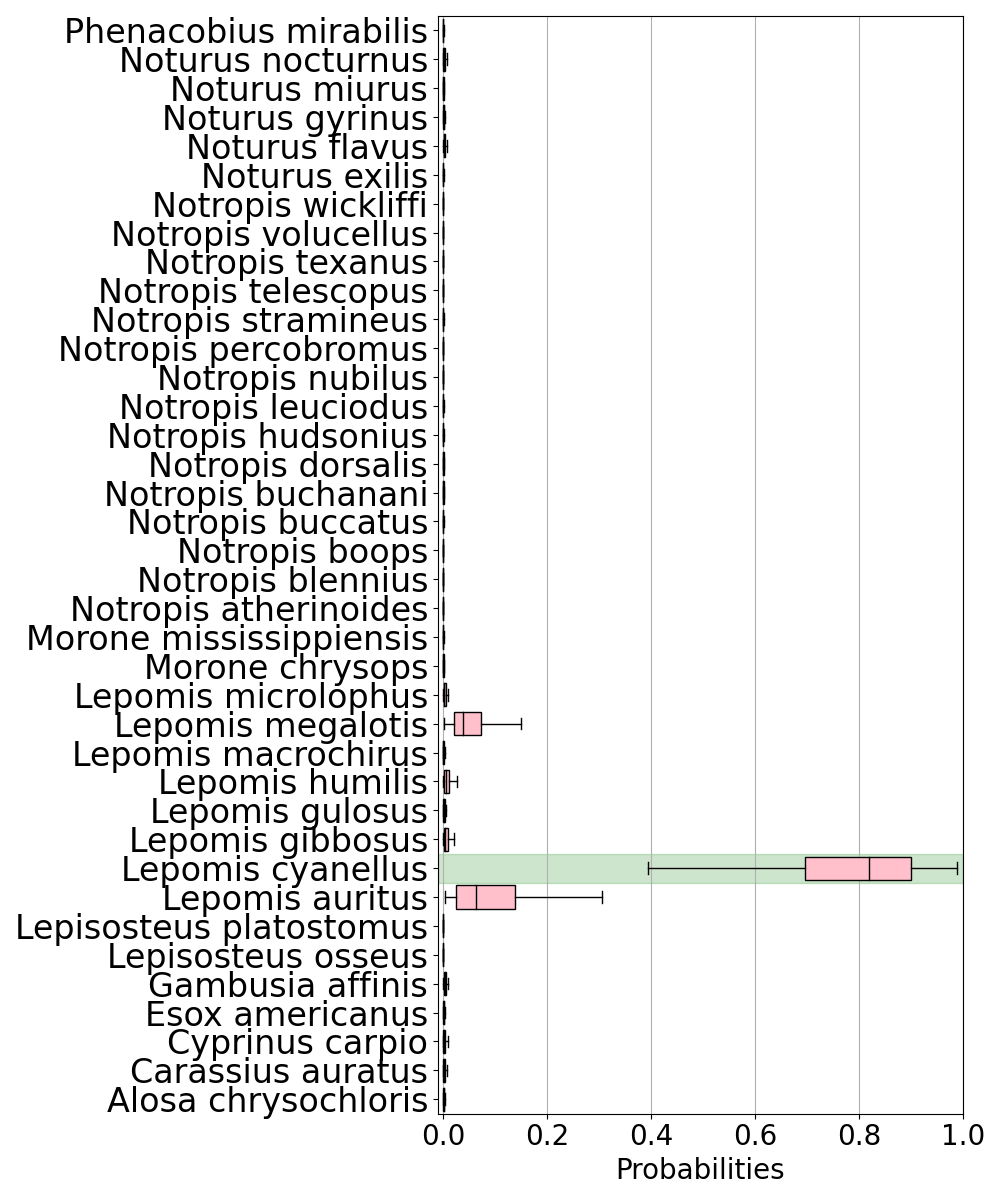 Phenacobius mirabilis
Noturus nocturnus
Noturus miurus
Noturus gyrinus
Noturus flavus
Noturus exilis
Notropis wickliffi
Notropis volucellus
Notropis texanus
Notropis telescopus
Notropis stramineus
Notropis percobromus
Notropis nubilus
Notropis leuciodus
Notropis hudsonius
Notropis dorsalis
Notropis buchanani
Notropis buccatus
Notropis boops
Notropis blennius
Notropis atherinoides
Morone mississippiensis
Morone chrysops
Lepomis microlophus
Lepomis megalotis
Lepomis macrochirus
Lepomis humilis
Lepomis gulosus
Lepomis gibbosus
Lepomis cyanellus
Lepomis auritus
Lepisosteus platostomus
Lepisosteus osseus
Gambusia affinis
Esox americanus
Cyprinus carpio
Carassius auratus
Alosa chrysochloris
0.0 0.2 0.4 0.6 0.8 1.0
Probabilities